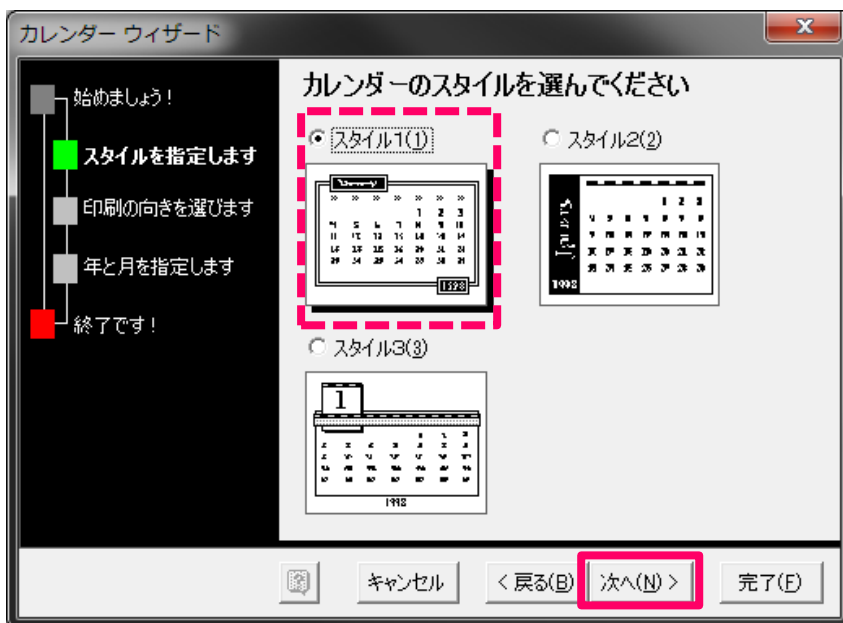 カレンダー ウィザード
始めましょう!
スタイルを指定します
印刷の向きを選びます
年と月を指定します
終了です!
カレンダーのスタイルを選んでください
スタイル1(1)
スタイル2(2)
1998
January
1998
スタイル3(3)
1
1998
キャンセル
< 戻る(B)
次へ(N) >
完了(F)